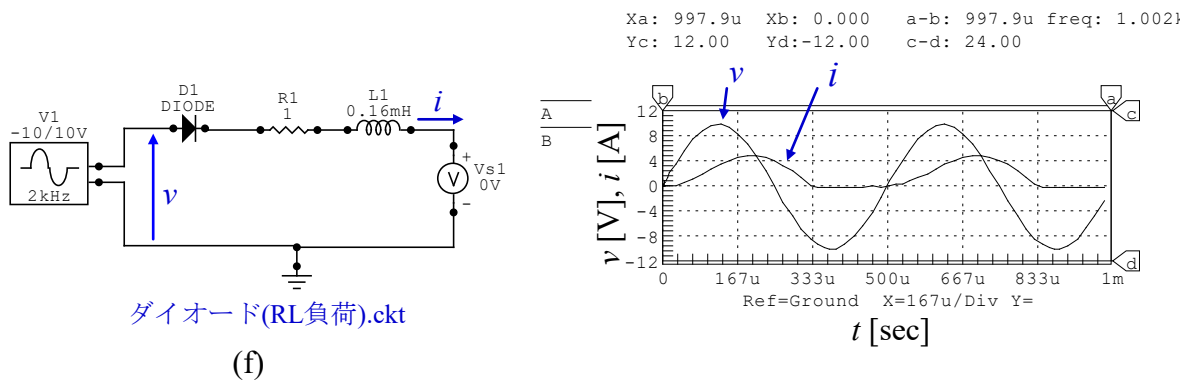 Xa: 997.9u Xb: 0.000 a-b: 997.9u freq: 1.002k
Yc: 12.00 Yd:-12.00 c-d: 24.00
V1
-10/10V
2kHz
v
D1
DIODE
R1
1
L1
0.16mH
i
+
V
-
Vs1
0V
ダイオード(RL負荷).ckt
(f)
A
B
v [V], i [A]
b
a
c
d
v
i
12
8
4
0
-4
-8
-12
0 167u 333u 500u 667u 833u 1m
Ref=Ground X=167u/Div Y=
t [sec]